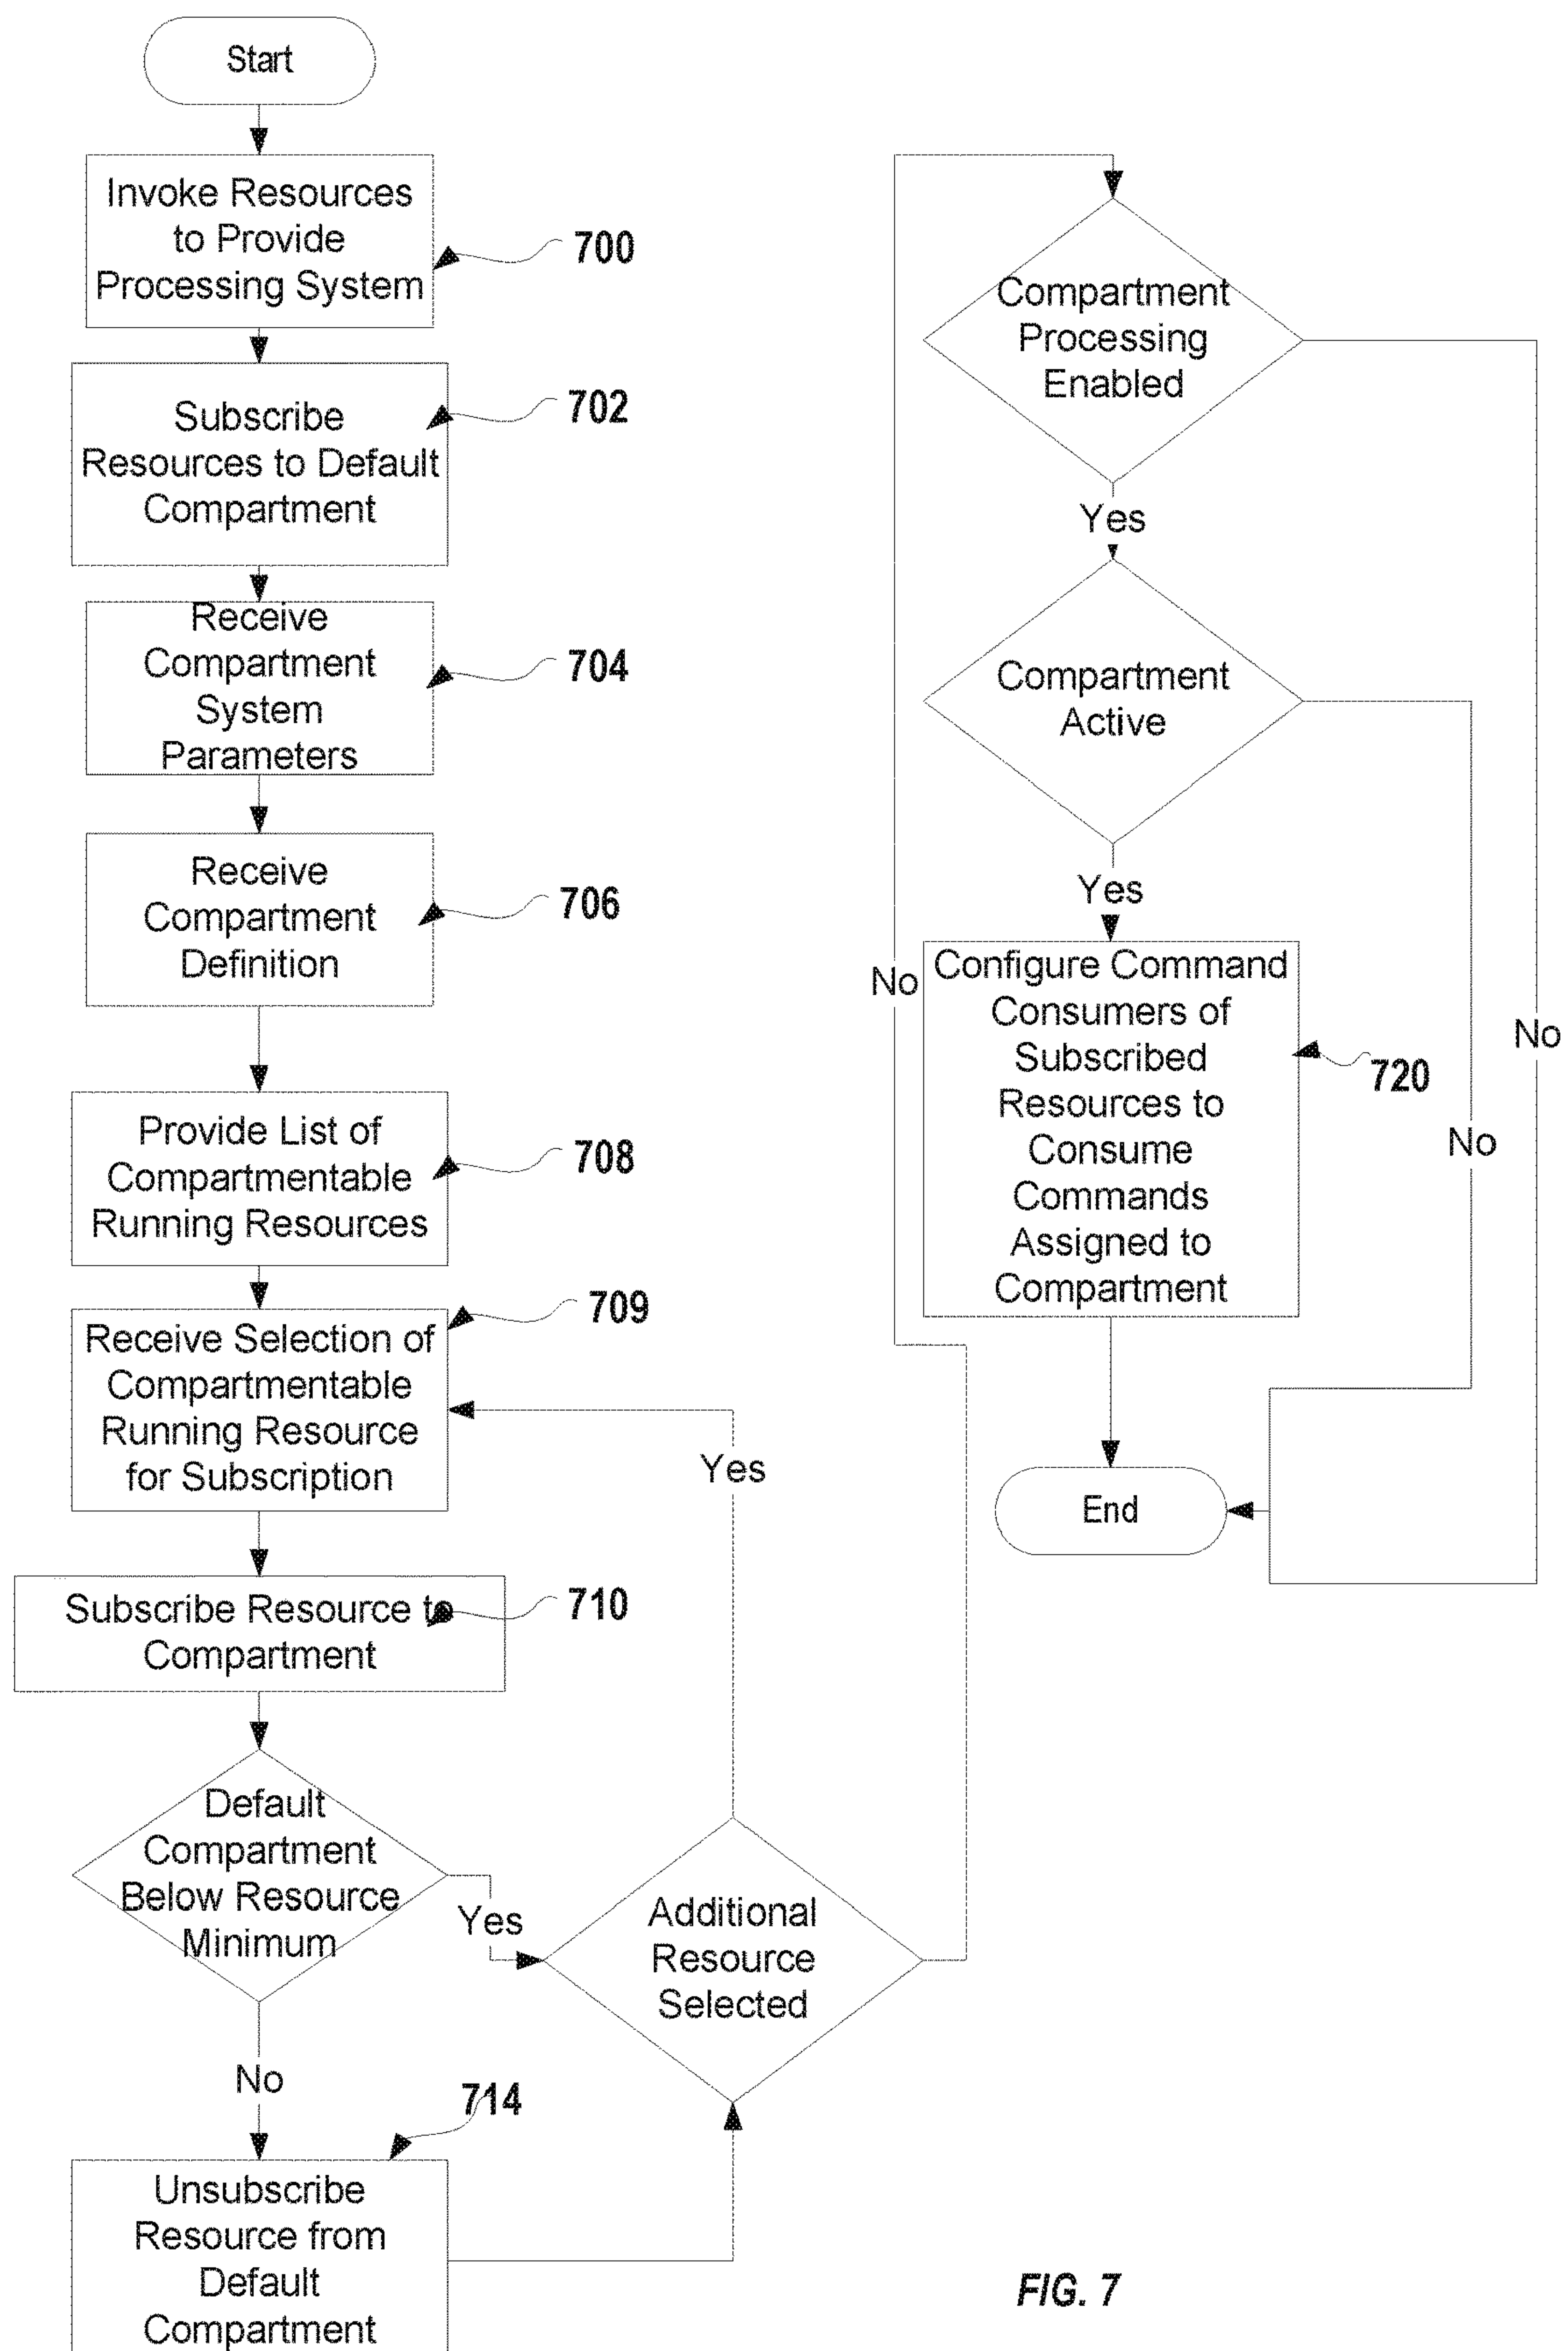 Start
Invoke Resources
to Provide
Processing System
700
Subscribe
Resources to Default
Compartment
702
Receive
Compartment
System
Parameters
704
Receive
Compartment
Definition
706
Provide List of
Compartmentable
Running Resources
708
Receive Selection of
Compartmentable
Running Resource
for Subscription
709
Subscribe Resource to
Compartment
710
Default
Compartment
Below Resource
Minimum
Yes
No
714
Unsubscribe
Resource from
Default
Compartment
Additional
Resource
Selected
Yes
No
Compartment
Processing
Enabled
Yes
No
Compartment
Active
Yes
No
Configure Command
Consumers of
Subscribed
Resources to
Consume
Commands
Assigned to
Compartment
720
End
FIG. 7